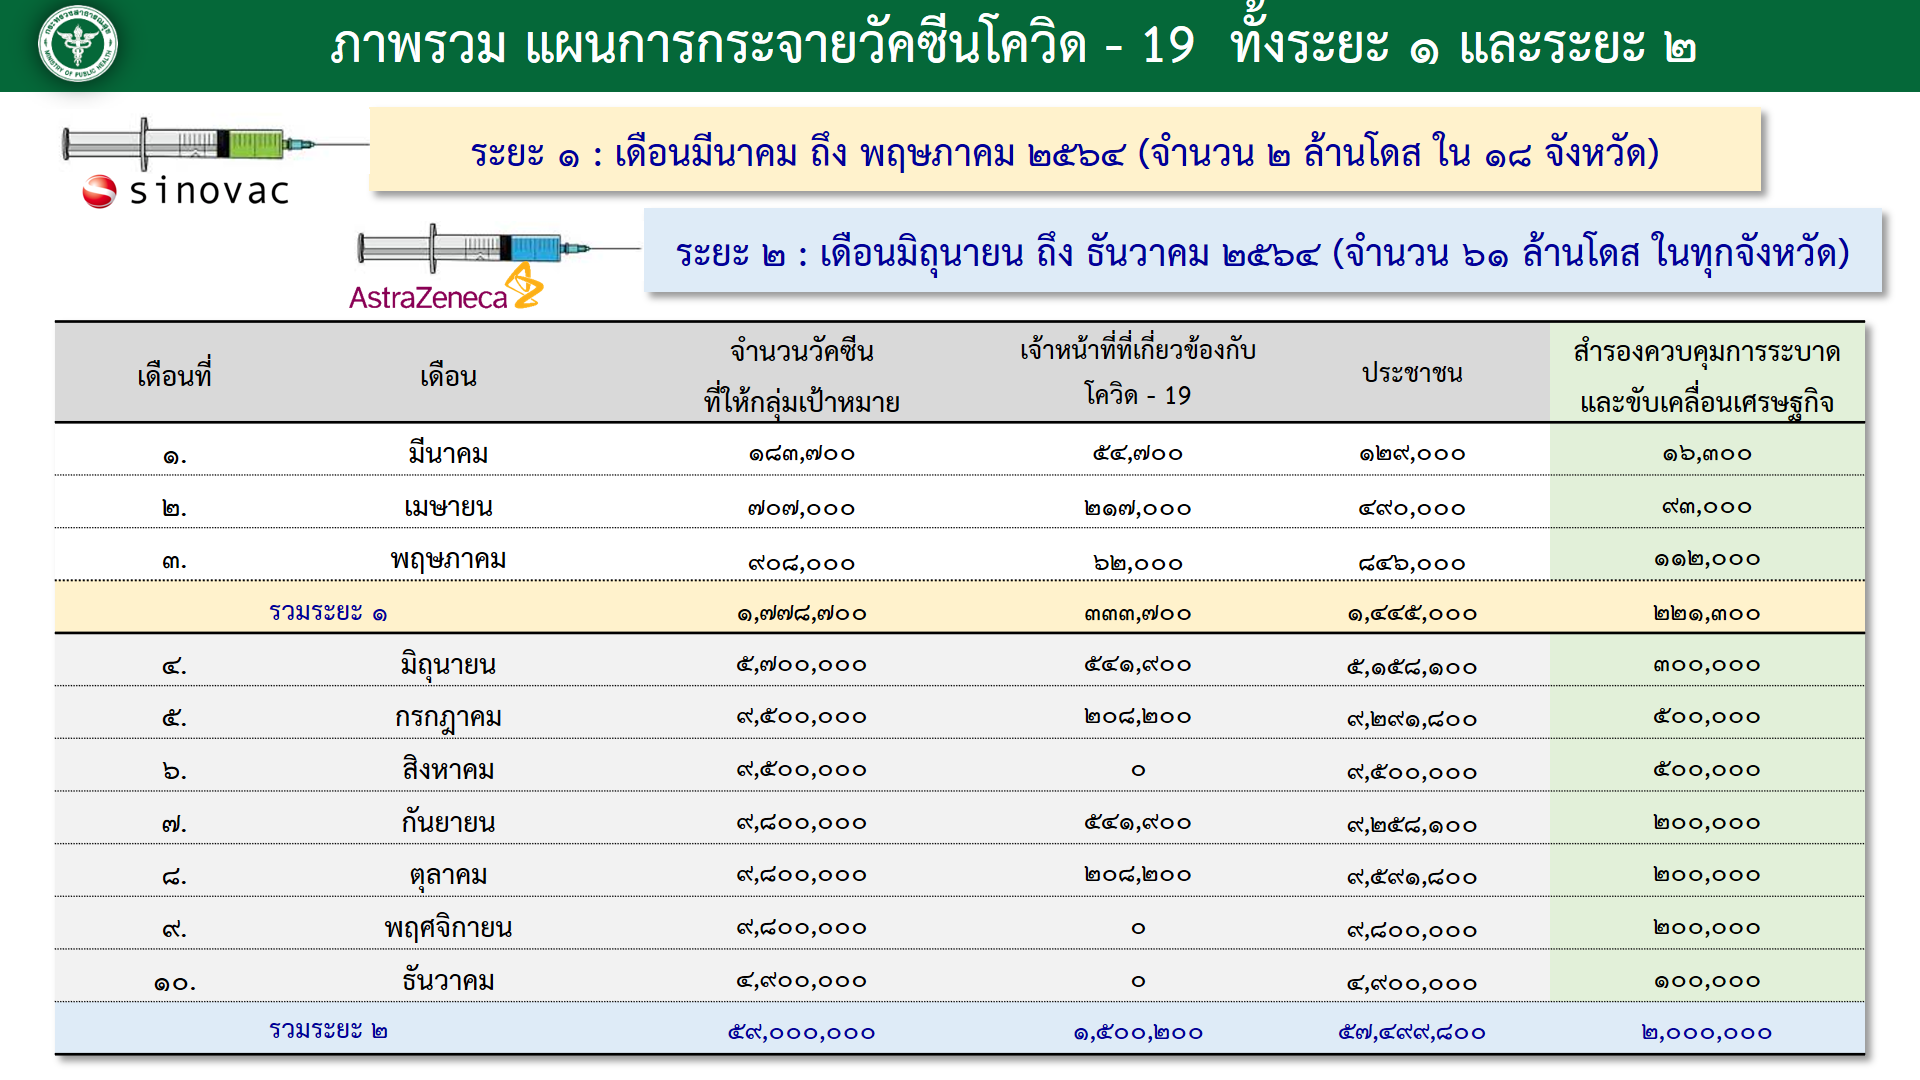 ภาพรวม แผนการกระจายวัคซีนโควิด - 19 ทั้งระยะ ๑ และระยะ ๒
กระทรวงสาธารณสุข
MINISTRY OF PUBLIC HEALTH
ระยะ ๑ : เดือนมีนาคม ถึง พฤษภาคม ๒๕๖๔ (จำนวน ๒ ล้านโดส ใน ๑๘ จังหวัด)
sinovac
ระยะ ๒ : เดือนมิถุนายน ถึง ธันวาคม ๒๕๖๔ (จำนวน ๖๑ ล้านโดส ในทุกจังหวัด)
AstraZeneca
เดือนที่ เดือน จำนวนวัคซีน ที่ให้กลุ่มเป้าหมาย เจ้าหน้าที่ที่เกี่ยวข้องกับ โควิด - 19 ประชาชน สำรองควบคุมการระบาด และขับเคลื่อนเศรษฐกิจ
๑. มีนาคม ๑๘๓,๗๐๐ ๕๔,๗๐๐ ๑๒๙,๐๐๐ ๑๖,๓๐๐
๒. เมษายน ๗๐๗,๐๐๐ ๒๑๗,๐๐๐ ๔๙๐,๐๐๐ ๙๓,๐๐๐
๓. พฤษภาคม ๙๐๘,๐๐๐ ๖๒,๐๐๐ ๘๔๖,๐๐๐ ๑๑๒,๐๐๐
รวมระยะ ๑ ๑,๗๗๘,๗๐๐ ๓๓๓,๗๐๐ ๑,๔๔๕,๐๐๐ ๒๒๑,๓๐๐
๔. มิถุนายน ๕,๗๐๐,๐๐๐ ๕๔๑,๙๐๐ ๕,๑๕๘,๑๐๐ ๓๐๐,๐๐๐
๕. กรกฎาคม ๙,๕๐๐,๐๐๐ ๒๐๘,๒๐๐ ๙,๒๙๑,๘๐๐ ๕๐๐,๐๐๐
๖. สิงหาคม ๙,๕๐๐,๐๐๐ ๐ ๙,๕๐๐,๐๐๐ ๕๐๐,๐๐๐
๗. กันยายน ๙,๘๐๐,๐๐๐ ๕๔๑,๙๐๐ ๙,๒๕๘,๑๐๐ ๒๐๐,๐๐๐
๘. ตุลาคม ๙,๘๐๐,๐๐๐ ๒๐๘,๒๐๐ ๙,๕๙๑,๘๐๐ ๒๐๐,๐๐๐
๙. พฤศจิกายน ๙,๘๐๐,๐๐๐ ๐ ๙,๘๐๐,๐๐๐ ๒๐๐,๐๐๐
๑๐. ธันวาคม ๔,๙๐๐,๐๐๐ ๐ ๔,๙๐๐,๐๐๐ ๑๐๐,๐๐๐
รวมระยะ ๒ ๕๙,๐๐๐,๐๐๐ ๑,๕๐๐,๒๐๐ ๕๗,๔๙๙,๘๐๐ ๒,๐๐๐,๐๐๐